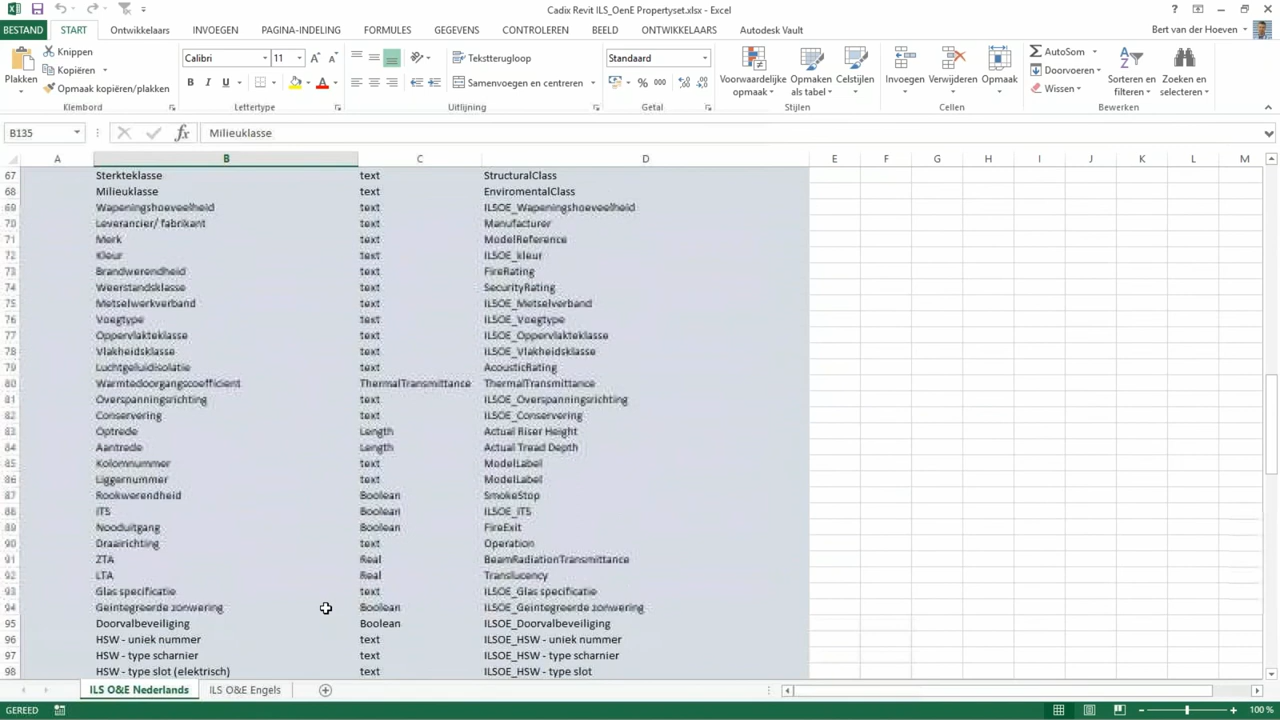 Cadix Revit ILS_OenE Propertyset.xlsx - Excel
BESTAND START Ontwikkelaars INVOEGEN PAGINA-INDELING FORMULES GEGEVENS CONTROLEREN BEELD ONTWIKKELAARS Autodesk Vault Bert van der Hoeven
Plakken
Knippen
Kopiëren
Opmaak kopiëren/plakken
Klembord
Calibri 11
B I U
Lettertype
Tekstterugloop
Samenvoegen en centreren
Uitlijning
Standaard
% 000
Getal
Voorwaardelijke opmaak
Opmaken als tabel
Celstijlen
Stijlen
Invoegen Verwijderen Opmaak
Cellen
AutoSom
Doorvoeren
Wissen
Sorteren en filteren
Zoeken en selecteren
Bewerken
B135 fx Milieuklasse
A B C D E F G H I J K L M
67 Sterkteklasse text StructuralClass
68 Milieuklasse text EnviromentalClass
69 Wapeningshoeveelheid text ILSOE_Wapeningshoeveelheid
70 Leverancier/ fabrikant text Manufacturer
71 Merk text ModelReference
72 Kleur text ILSOE_kleur
73 Brandwerendheid text FireRating
74 Weerstandsklasse text SecurityRating
75 Metselwerkverband text ILSOE_Metselverband
76 Voegtype text ILSOE_Voegtype
77 Oppervlakteklasse text ILSOE_Oppervlakteklasse
78 Vlakheidsklasse text ILSOE_Vlakheidsklasse
79 Luchtgeluidisolatie text AcousticRating
80 Warmtedoorgangscoefficient ThermalTransmittance ThermalTransmittance
81 Overspanningsrichting text ILSOE_Overspanningsrichting
82 Conservering text ILSOE_Conservering
83 Optrede Length Actual Riser Height
84 Aantrede Length Actual Tread Depth
85 Kolomnummer text ModelLabel
86 Liggernummer text ModelLabel
87 Rookwerendheid Boolean SmokeStop
88 ITS Boolean ILSOE_ITS
89 Nooduitgang Boolean FireExit
90 Draairichting text Operation
91 ZTA Real BeamRadiationTransmittance
92 LTA Real Translucency
93 Glas specificatie text ILSOE_Glas specificatie
94 Geintegreerde zonwering Boolean ILSOE_Geintegreerde zonwering
95 Doorvalbeveiliging Boolean ILSOE_Doorvalbeveiliging
96 HSW - uniek nummer text ILSOE_HSW - uniek nummer
97 HSW - type scharnier text ILSOE_HSW - type scharnier
98 HSW - type slot (elektrisch) text ILSOE_HSW - type slot
ILS O&E Nederlands ILS O&E Engels
GEREED 100 %